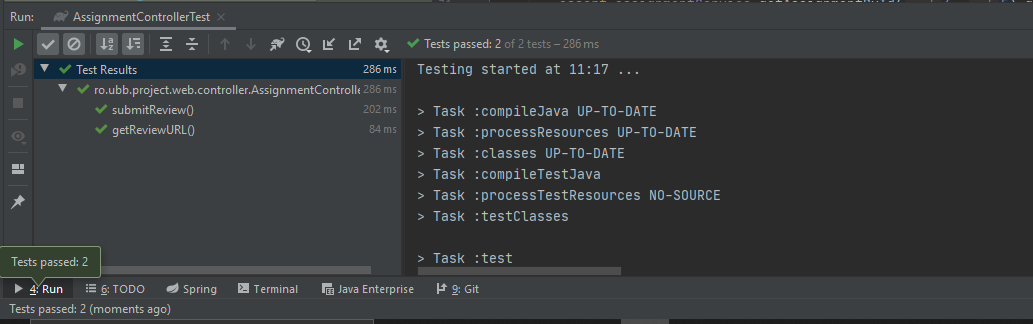 Run: AssignmentControllerTest
Tests passed: 2 of 2 tests – 286 ms
Test Results 286 ms
ro.ubb.project.web.controller.AssignmentControlle 286 ms
submitReview() 202 ms
getReviewURL() 84 ms
Testing started at 11:17 ...
> Task :compileJava UP-TO-DATE
> Task :processResources UP-TO-DATE
> Task :classes UP-TO-DATE
> Task :compileTestJava
> Task :processTestResources NO-SOURCE
> Task :testClasses
> Task :test
Tests passed: 2
4: Run 6: TODO Spring Terminal Java Enterprise 9: Git
Tests passed: 2 (moments ago)